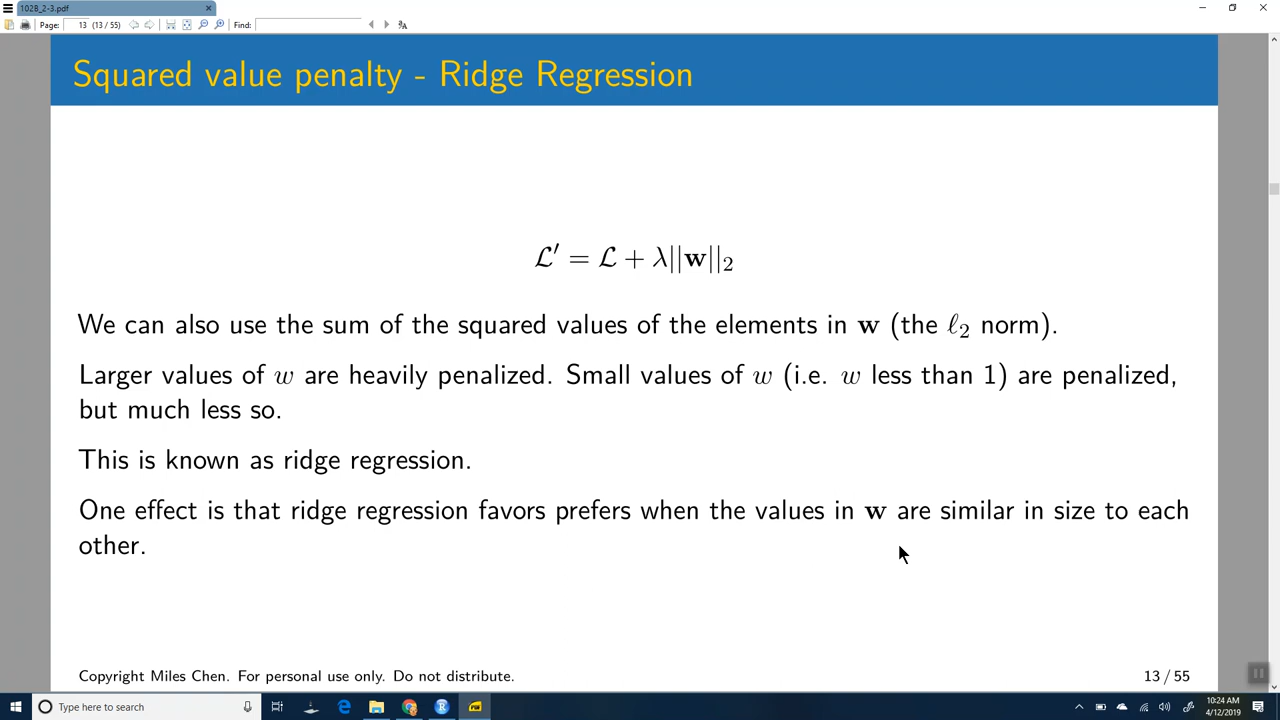 102B_2-3.pdf
Page: 13 (13 / 55) Find:
Squared value penalty - Ridge Regression
ℒ′ = ℒ + λ||w||₂
We can also use the sum of the squared values of the elements in w (the ℓ₂ norm).
Larger values of w are heavily penalized. Small values of w (i.e. w less than 1) are penalized,
but much less so.
This is known as ridge regression.
One effect is that ridge regression favors prefers when the values in w are similar in size to each
other.
Copyright Miles Chen. For personal use only. Do not distribute. 13 / 55
Type here to search
10:24 AM
4/12/2019